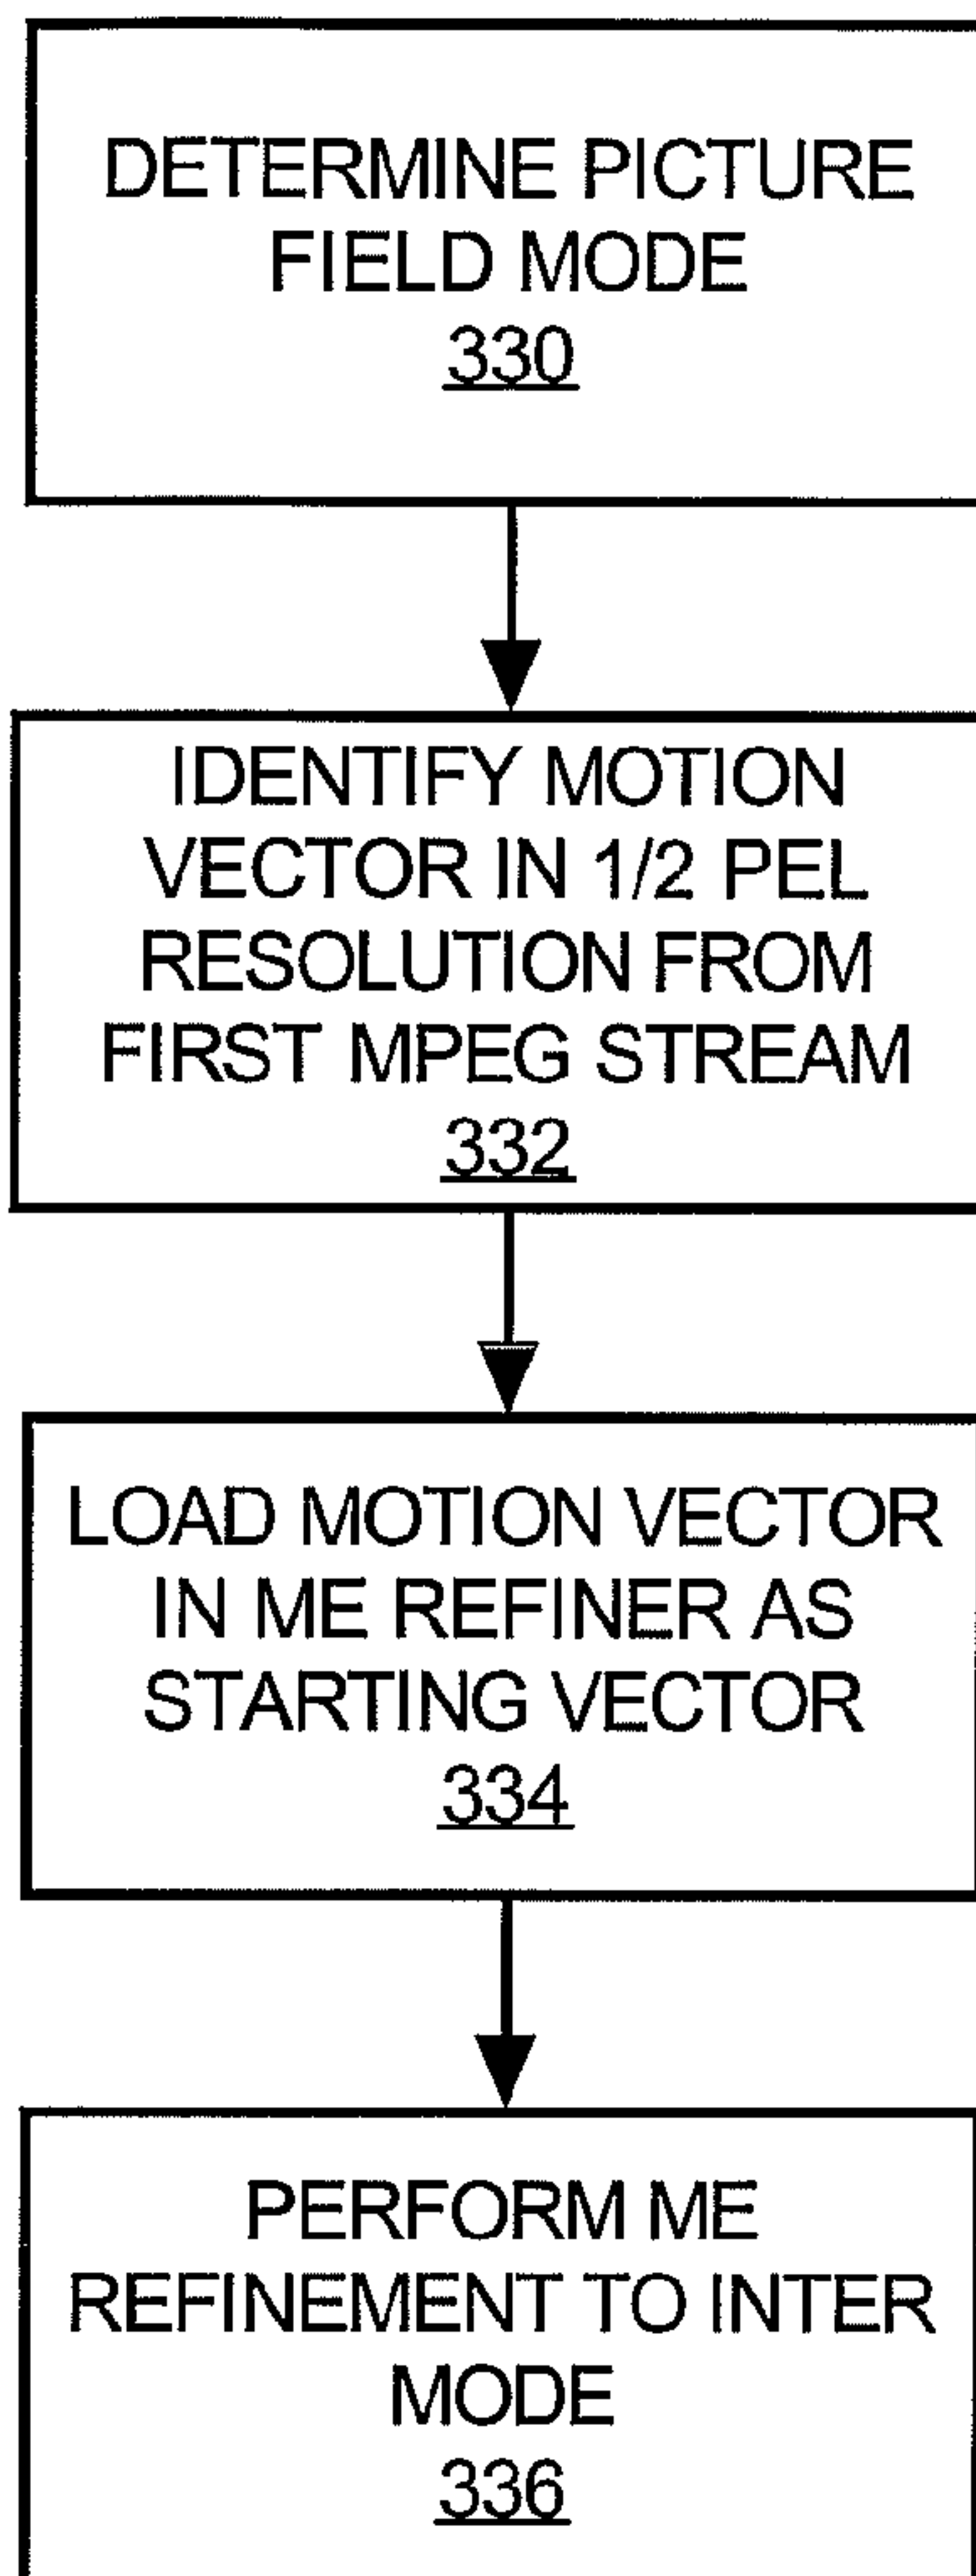 DETERMINE PICTURE
FIELD MODE
330
IDENTIFY MOTION
VECTOR IN 1/2 PEL
RESOLUTION FROM
FIRST MPEG STREAM
332
LOAD MOTION VECTOR
IN ME REFINER AS
STARTING VECTOR
334
PERFORM ME
REFINEMENT TO INTER
MODE
336